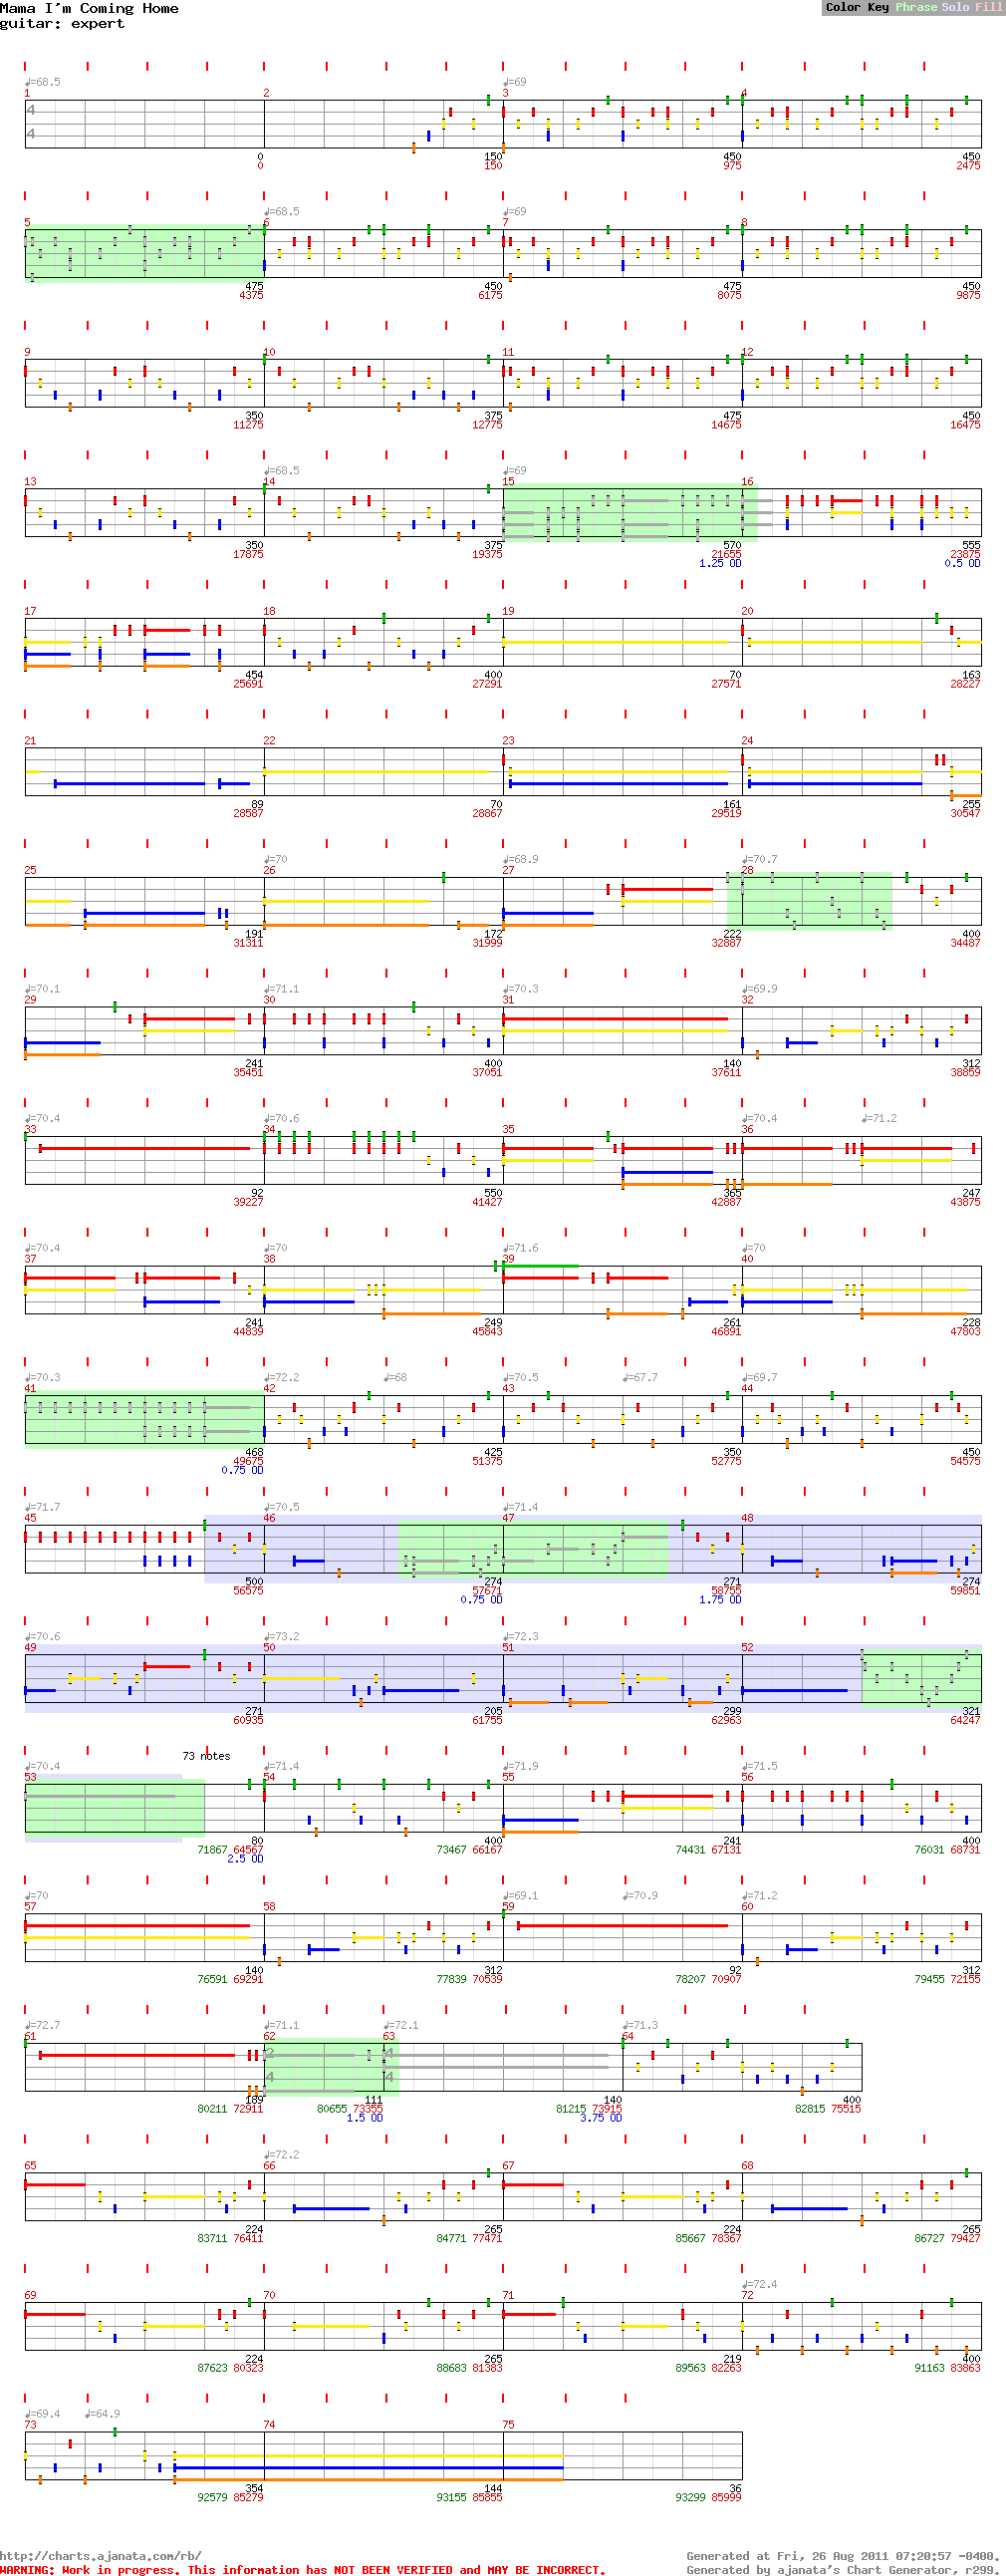 Mama I'm Coming Home
guitar: expert
Color Key Phrase Solo Fill
♩=68.5 ♩=69
1 2 3 4
4
4
0 150 450 450
0 150 975 2475
♩=68.5 ♩=69
5 6 7 8
475 450 475 450
4375 6175 8075 9875
9 10 11 12
350 375 475 450
11275 12775 14675 16475
♩=68.5 ♩=69
13 14 15 16
350 375 570 555
17875 19375 21655 23875
1.25 OD 0.5 OD
17 18 19 20
454 400 70 163
25691 27291 27571 28227
21 22 23 24
89 70 161 255
28587 28867 29519 30547
♩=70 ♩=68.9 ♩=70.7
25 26 27 28
191 172 222 400
31311 31999 32887 34487
♩=70.1 ♩=71.1 ♩=70.3 ♩=69.9
29 30 31 32
241 400 140 312
35451 37051 37611 38859
♩=70.4 ♩=70.6 ♩=70.4 ♩=71.2
33 34 35 36
92 550 365 247
39227 41427 42887 43875
♩=70.4 ♩=70 ♩=71.6 ♩=70
37 38 39 40
241 249 261 228
44839 45843 46891 47803
♩=70.3 ♩=72.2 ♩=68 ♩=70.5 ♩=67.7 ♩=69.7
41 42 43 44
468 425 350 450
49675 51375 52775 54575
0.75 OD
♩=71.7 ♩=70.5 ♩=71.4
45 46 47 48
500 274 271 274
56575 57671 58755 59851
0.75 OD 1.75 OD
♩=70.6 ♩=73.2 ♩=72.3
49 50 51 52
271 205 299 321
60935 61755 62963 64247
73 notes
♩=70.4 ♩=71.4 ♩=71.9 ♩=71.5
53 54 55 56
80 400 241 400
71867 64567 73467 66167 74431 67131 76031 68731
2.5 OD
♩=70 ♩=69.1 ♩=70.9 ♩=71.2
57 58 59 60
140 312 92 312
76591 69291 77839 70539 78207 70907 79455 72155
♩=72.7 ♩=71.1 ♩=72.1 ♩=71.3
61 62 63 64
2 4
4 4
189 111 140 400
80211 72911 80655 73355 81215 73915 82815 75515
1.5 OD 3.75 OD
♩=72.2
65 66 67 68
224 265 224 265
83711 76411 84771 77471 85667 78367 86727 79427
♩=72.4
69 70 71 72
224 265 219 400
87623 80323 88683 81383 89563 82263 91163 83863
♩=69.4 ♩=64.9
73 74 75
354 144 36
92579 85279 93155 85855 93299 85999
http://charts.ajanata.com/rb/ Generated at Fri, 26 Aug 2011 07:20:57 -0400.
WARNING: Work in progress. This information has NOT BEEN VERIFIED and MAY BE INCORRECT. Generated by ajanata's Chart Generator, r299.